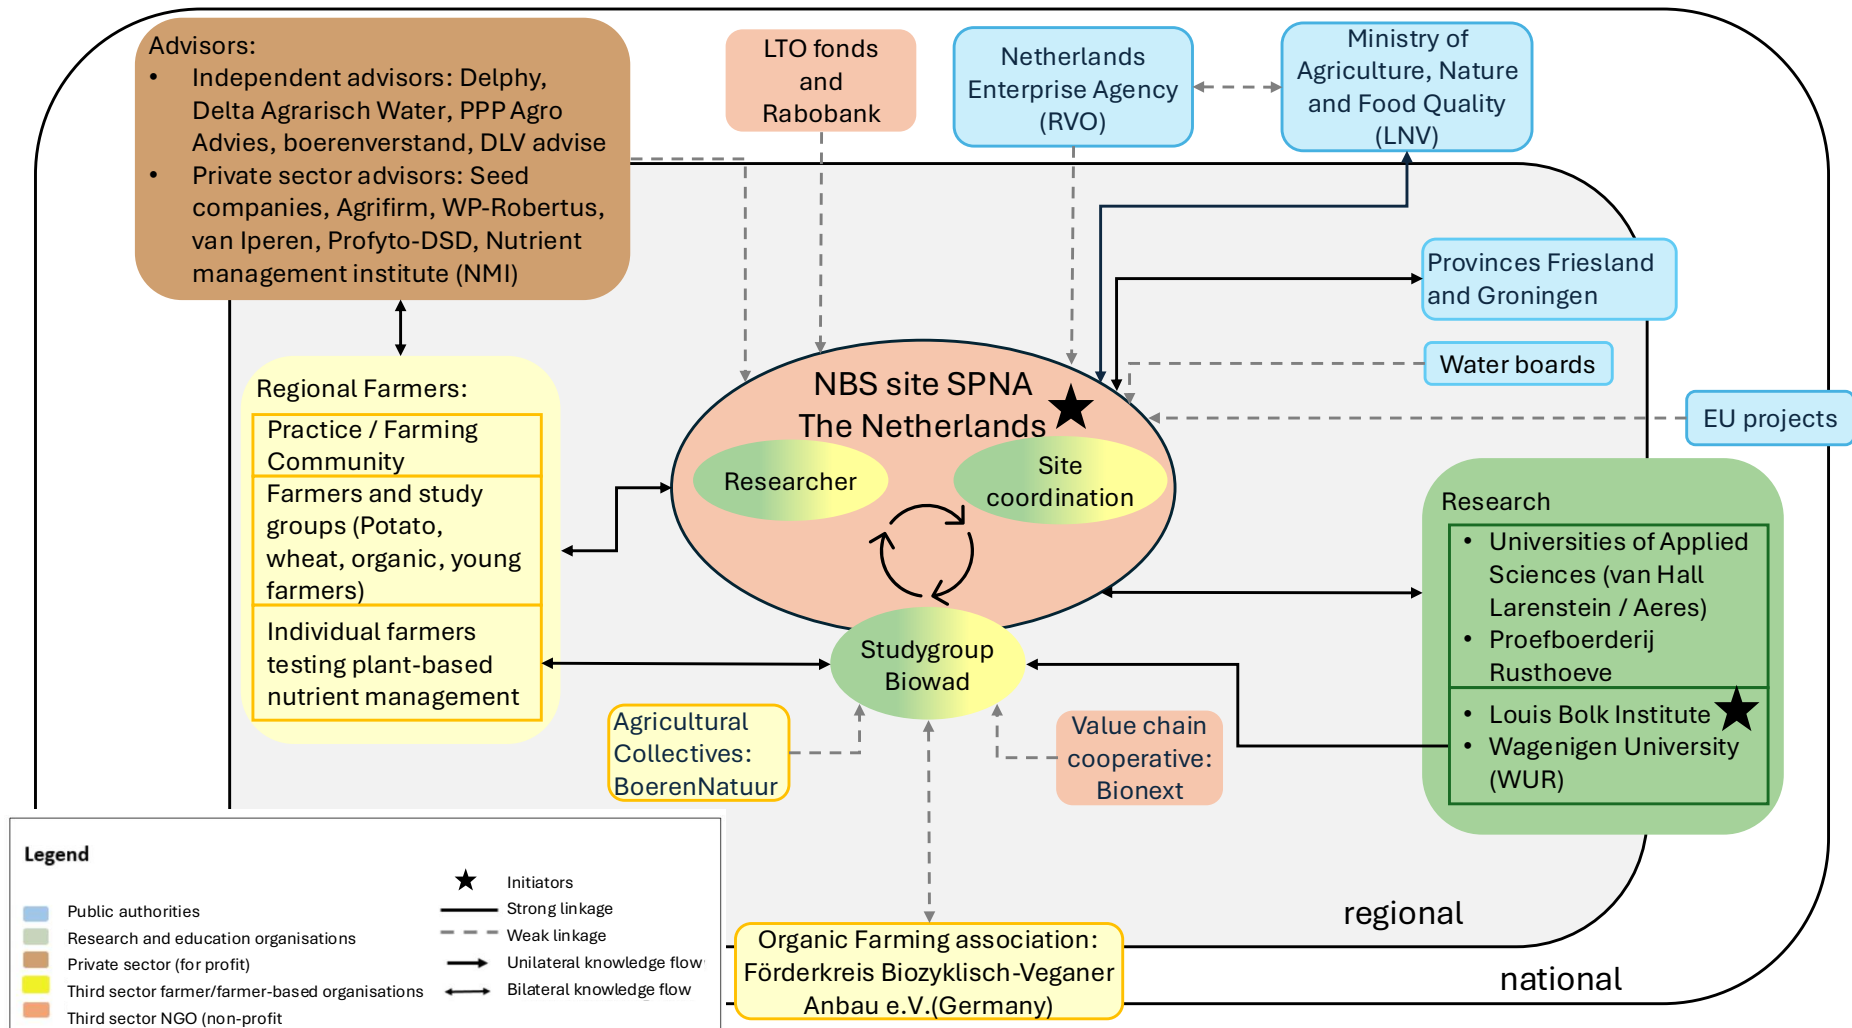 Advisors:
• Independent advisors: Delphy,
Delta Agrarisch Water, PPP Agro
Advies, boerenverstand, DLV advise
• Private sector advisors: Seed
companies, Agrifirm, WP-Robertus,
van Iperen, Profyto-DSD, Nutrient
management institute (NMI)
LTO fonds
and
Rabobank
Netherlands
Enterprise Agency
(RVO)
Ministry of
Agriculture, Nature
and Food Quality
(LNV)
Provinces Friesland
and Groningen
Water boards
EU projects
Regional Farmers:
Practice / Farming
Community
Farmers and study
groups (Potato,
wheat, organic, young
farmers)
Individual farmers
testing plant-based
nutrient management
NBS site SPNA
The Netherlands
Researcher
Site
coordination
Studygroup
Biowad
Research
• Universities of Applied
Sciences (van Hall
Larenstein / Aeres)
• Proefboerderij
Rusthoeve
• Louis Bolk Institute
• Wagenigen University
(WUR)
Agricultural
Collectives:
BoerenNatuur
Value chain
cooperative:
Bionext
Organic Farming association:
Förderkreis Biozyklisch-Veganer
Anbau e.V.(Germany)
regional
national
Legend
Public authorities
Research and education organisations
Private sector (for profit)
Third sector farmer/farmer-based organisations
Third sector NGO (non-profit
Initiators
Strong linkage
Weak linkage
Unilateral knowledge flow
Bilateral knowledge flow